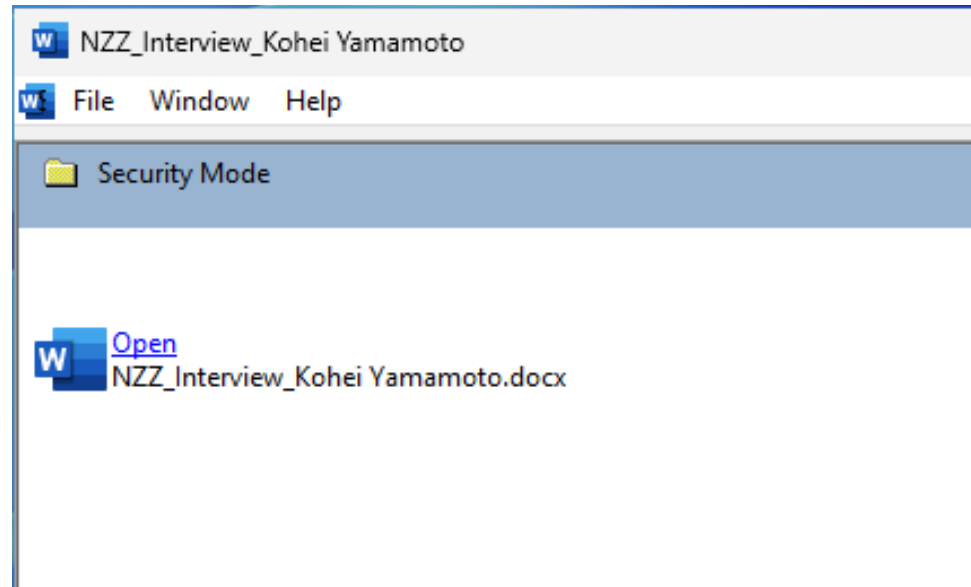 NZZ_Interview_Kohei Yamamoto
File Window Help
Security Mode
Open
NZZ_Interview_Kohei Yamamoto.docx